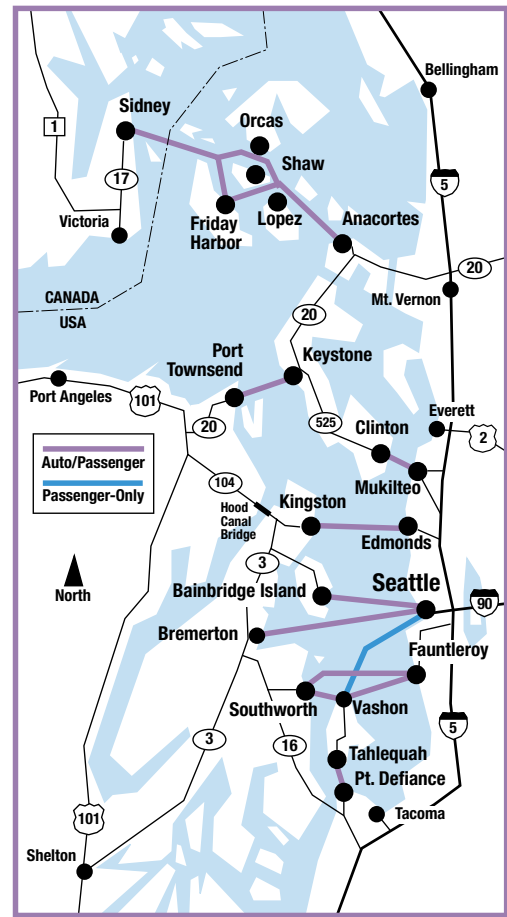 Bellingham
Sidney
Orcas
1
Shaw
17
5
Victoria
Friday
Harbor
Lopez
Anacortes
20
CANADA
USA
Mt. Vernon
20
Port
Townsend
Keystone
Port Angeles
101
20
525
Everett
2
Clinton
Auto/Passenger
Passenger-Only
Mukilteo
104
Hood
Canal
Bridge
Kingston
Edmonds
3
North
Bainbridge Island
Seattle
90
Bremerton
Fauntleroy
Southworth
Vashon
5
3
16
Tahlequah
Pt. Defiance
101
Tacoma
Shelton